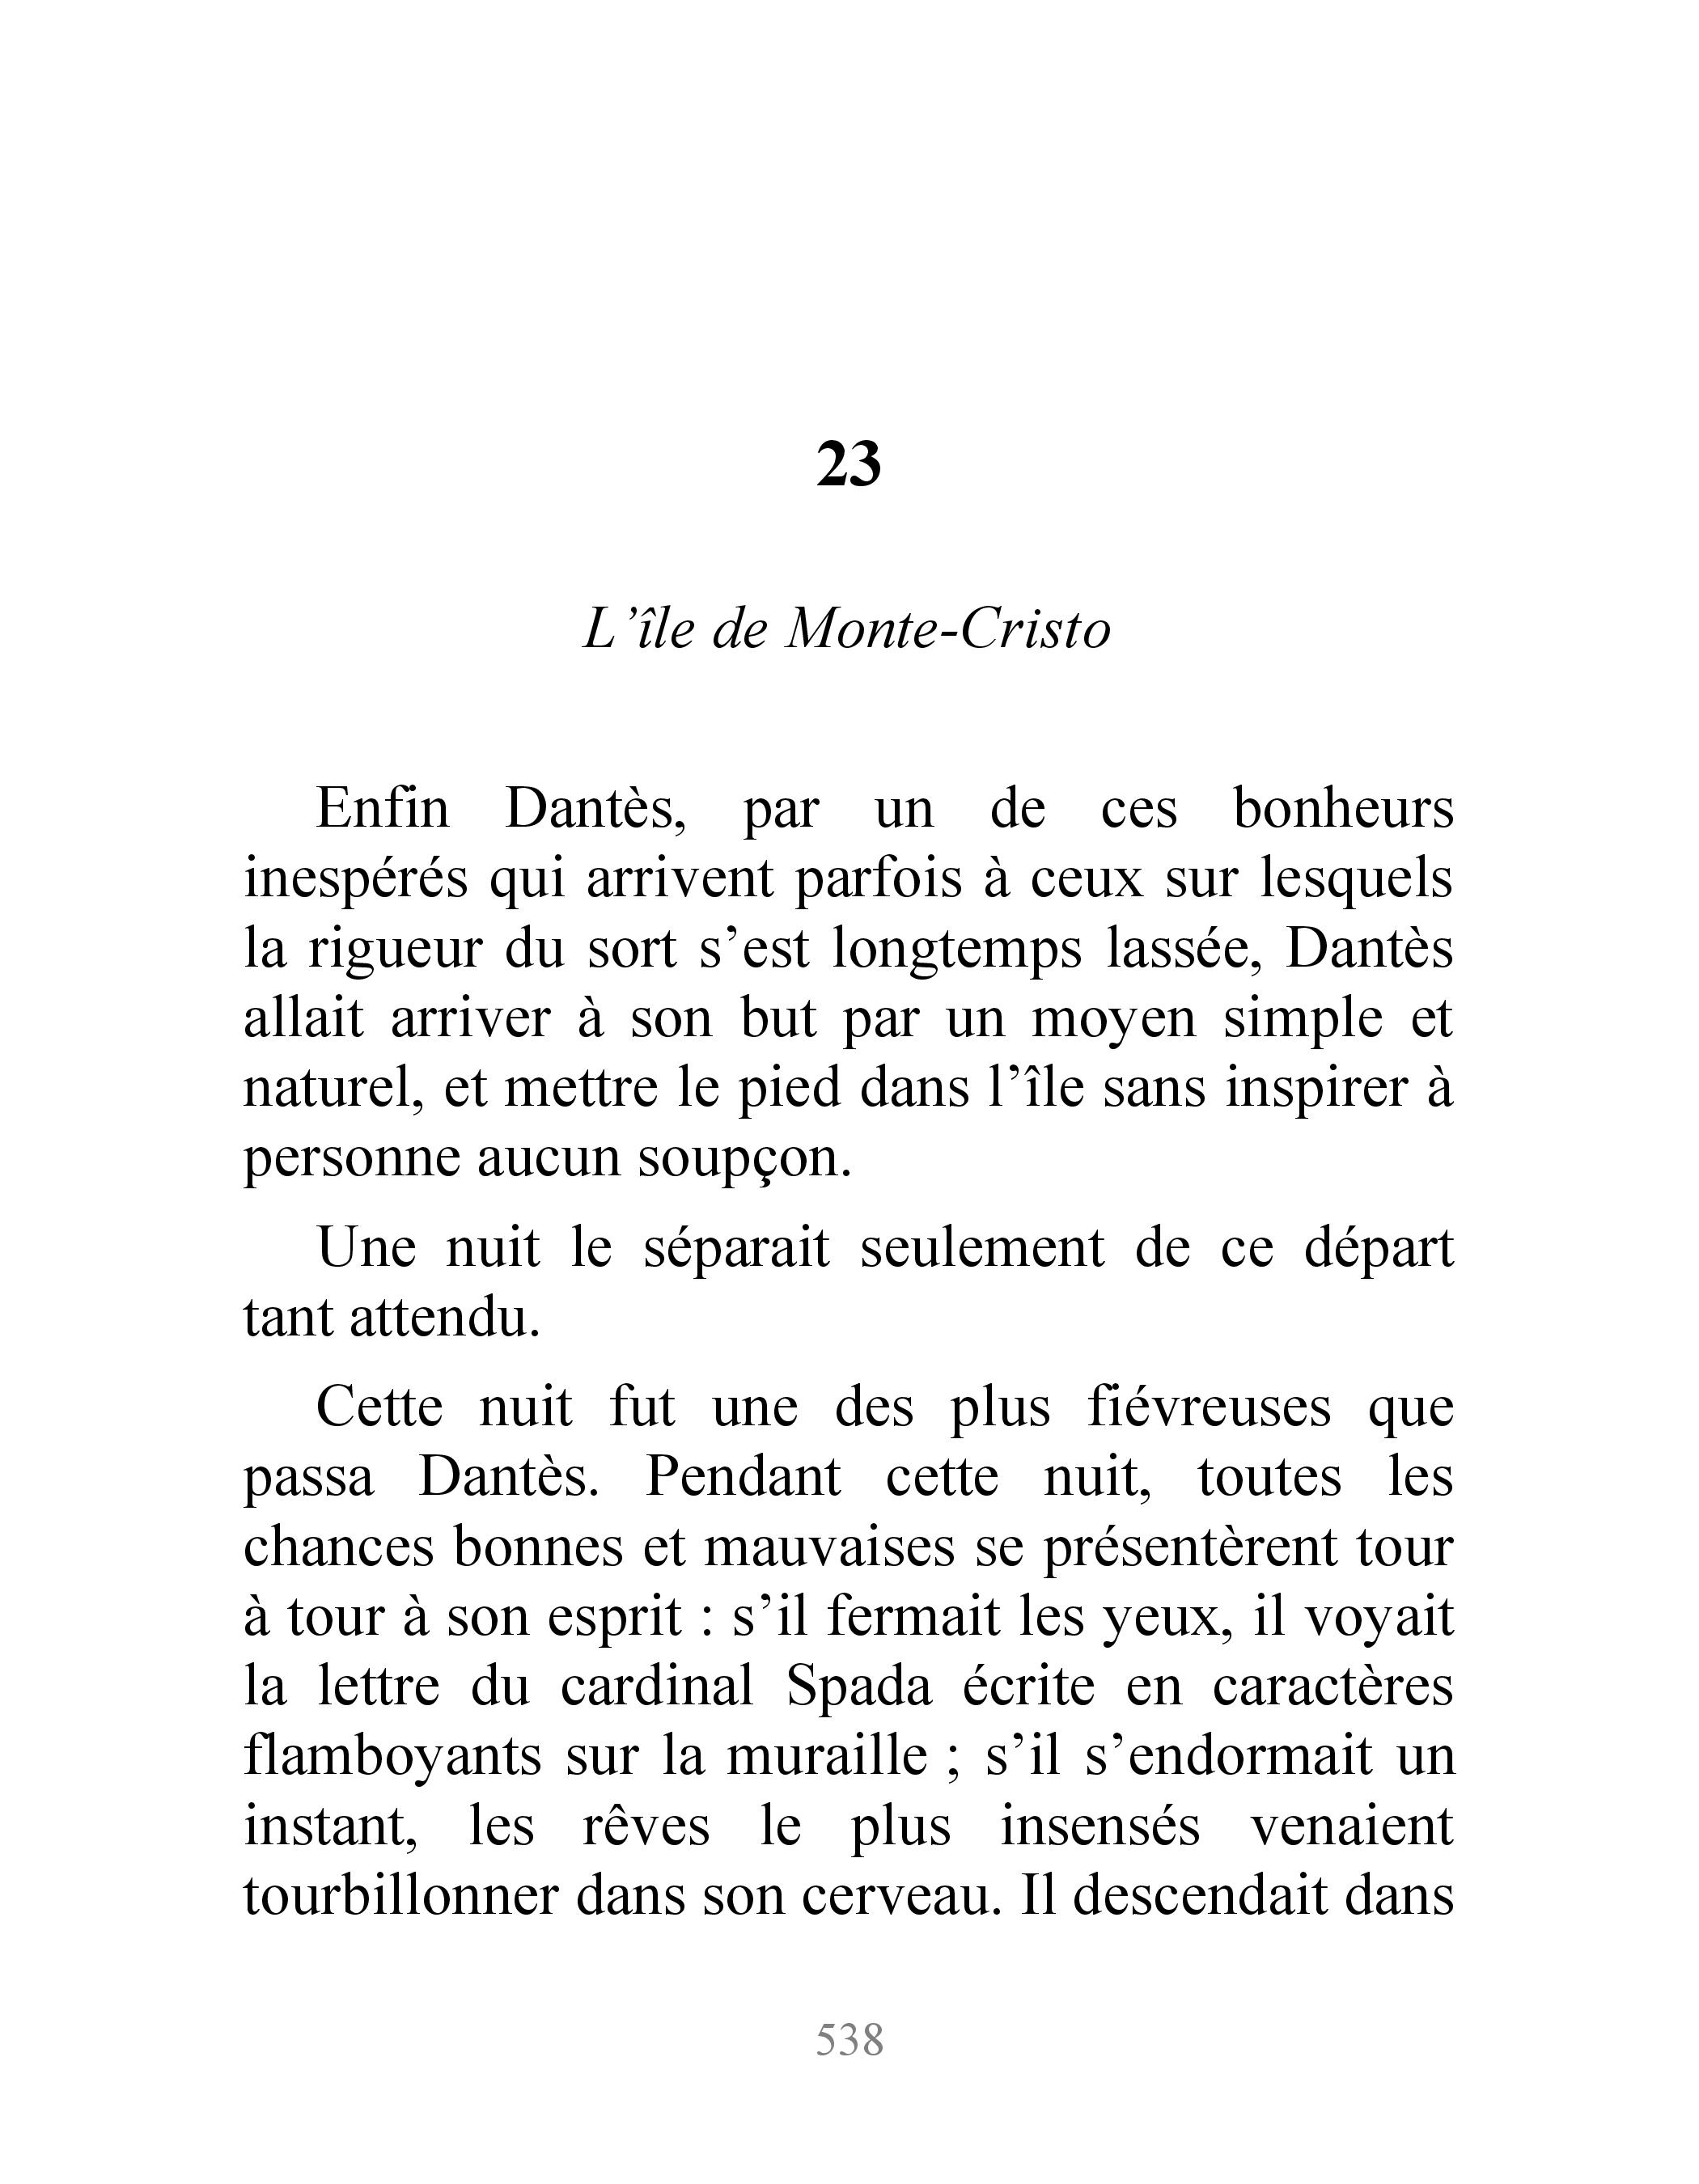 23
L’île de Monte-Cristo
Enfin Dantès, par un de ces bonheurs
inespérés qui arrivent parfois à ceux sur lesquels
la rigueur du sort s’est longtemps lassée, Dantès
allait arriver à son but par un moyen simple et
naturel, et mettre le pied dans l’île sans inspirer à
personne aucun soupçon.
Une nuit le séparait seulement de ce départ
tant attendu.
Cette nuit fut une des plus fiévreuses que
passa Dantès. Pendant cette nuit, toutes les
chances bonnes et mauvaises se présentèrent tour
à tour à son esprit : s’il fermait les yeux, il voyait
la lettre du cardinal Spada écrite en caractères
flamboyants sur la muraille ; s’il s’endormait un
instant, les rêves le plus insensés venaient
tourbillonner dans son cerveau. Il descendait dans
538